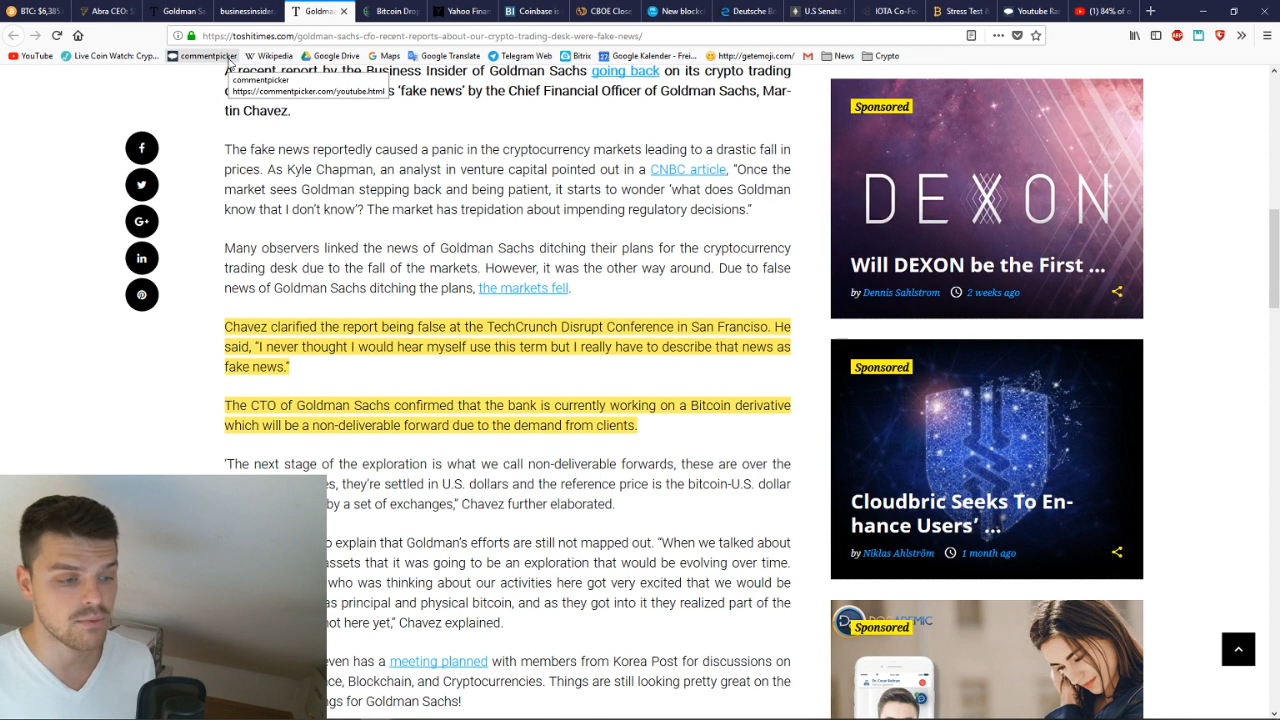 BTC: $6,385
Abra CEO: S
Goldman Sa
businessinsider.
Goldman
Bitcoin Drop
Yahoo Finan
Coinbase is
CBOE Close
New blockc
Electric Bike
U.S Senate C
IOTA Co-Fo
Stress Test 8
Youtube Ran
(1) 84% of o
https://toshitimes.com/goldman-sachs-cfo-recent-reports-about-our-crypto-trading-desk-were-fake-news/
YouTube
Live Coin Watch: Cryp...
commentpicker
Wikipedia
Google Drive
Maps
Google Translate
Telegram Web
Bitrix
Google Kalender - Frei...
http://getemoji.com/
News
Crypto
commentpicker
https://commentpicker.com/youtube.html
A recent report by the Business Insider of Goldman Sachs going back on its crypto trading
s 'fake news' by the Chief Financial Officer of Goldman Sachs, Mar-
tin Chavez.
The fake news reportedly caused a panic in the cryptocurrency markets leading to a drastic fall in
prices. As Kyle Chapman, an analyst in venture capital pointed out in a CNBC article, “Once the
market sees Goldman stepping back and being patient, it starts to wonder ‘what does Goldman
know that I don’t know’? The market has trepidation about impending regulatory decisions.”
Many observers linked the news of Goldman Sachs ditching their plans for the cryptocurrency
trading desk due to the fall of the markets. However, it was the other way around. Due to false
news of Goldman Sachs ditching the plans, the markets fell.
Chavez clarified the report being false at the TechCrunch Disrupt Conference in San Franciso. He
said, “I never thought I would hear myself use this term but I really have to describe that news as
fake news.”
The CTO of Goldman Sachs confirmed that the bank is currently working on a Bitcoin derivative
which will be a non-deliverable forward due to the demand from clients.
‘The next stage of the exploration is what we call non-deliverable forwards, these are over the
s, they’re settled in U.S. dollars and the reference price is the bitcoin-U.S. dollar
by a set of exchanges,” Chavez further elaborated.
o explain that Goldman’s efforts are still not mapped out. “When we talked about
assets that it was going to be an exploration that would be evolving over time.
who was thinking about our activities here got very excited that we would be
as principal and physical bitcoin, and as they got into it they realized part of the
not here yet,” Chavez explained.
even has a meeting planned with members from Korea Post for discussions on
ce, Blockchain, and Cryptocurrencies. Things are still looking pretty great on the
ngs for Goldman Sachs!
Sponsored
DEXON
Will DEXON be the First ...
by Dennis Sahlstrom 2 weeks ago
Sponsored
Cloudbric Seeks To En-
hance Users’ ...
by Niklas Ahlström 1 month ago
Sponsored